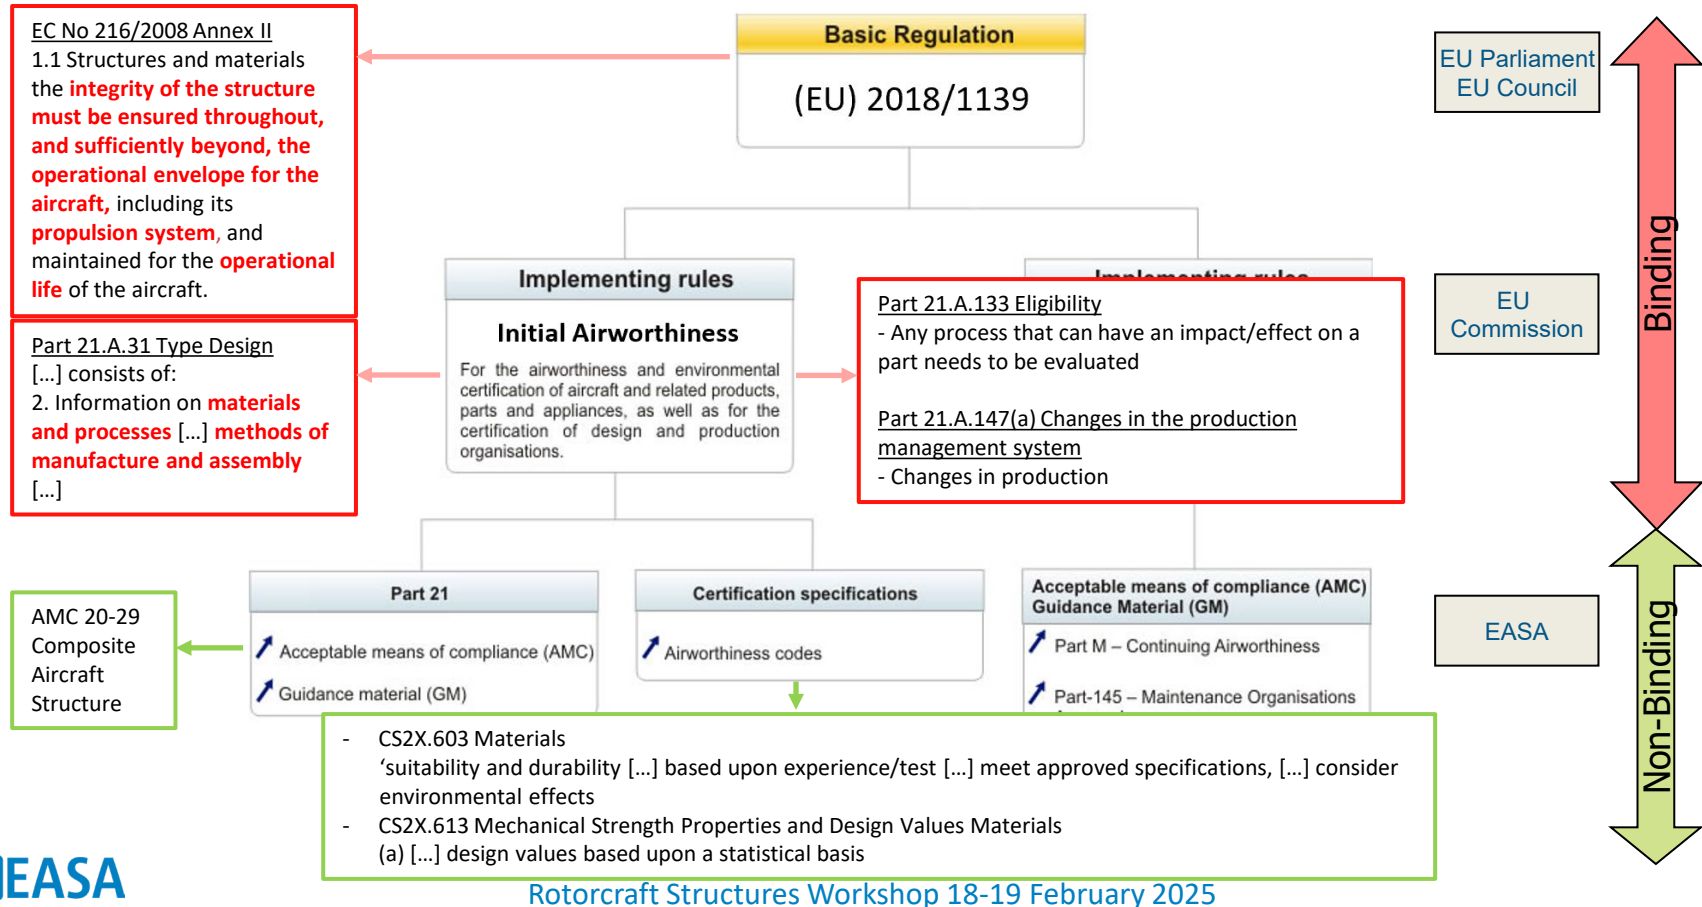 EC No 216/2008 Annex II
1.1 Structures and materials
the integrity of the structure
must be ensured throughout,
and sufficiently beyond, the
operational envelope for the
aircraft, including its
propulsion system, and
maintained for the operational
life of the aircraft.
Basic Regulation
(EU) 2018/1139
EU Parliament
EU Council
Binding
Part 21.A.31 Type Design
[…] consists of:
2. Information on materials
and processes […] methods of
manufacture and assembly
[…]
Implementing rules
Initial Airworthiness
For the airworthiness and environmental
certification of aircraft and related products,
parts and appliances, as well as for the
certification of design and production
organisations.
Implementing rules
Part 21.A.133 Eligibility
- Any process that can have an impact/effect on a
part needs to be evaluated
Part 21.A.147(a) Changes in the production
management system
- Changes in production
EU
Commission
AMC 20-29
Composite
Aircraft
Structure
Part 21
Acceptable means of compliance (AMC)
Guidance material (GM)
Certification specifications
Airworthiness codes
Acceptable means of compliance (AMC)
Guidance Material (GM)
Part M – Continuing Airworthiness
Part-145 – Maintenance Organisations
EASA
Non-Binding
- CS2X.603 Materials
‘suitability and durability […] based upon experience/test […] meet approved specifications, […] consider
environmental effects
- CS2X.613 Mechanical Strength Properties and Design Values Materials
(a) […] design values based upon a statistical basis
EASA
Rotorcraft Structures Workshop 18-19 February 2025